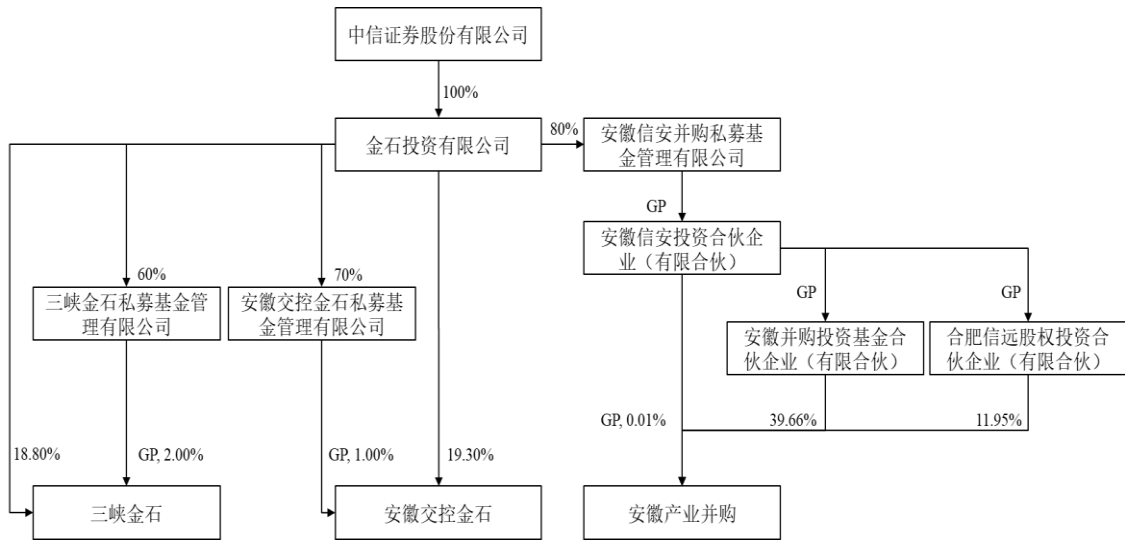 中信证券股份有限公司
100%
金石投资有限公司
80%
安徽信安并购私募基
金管理有限公司
GP
安徽信安投资合伙企
业（有限合伙）
60%
70%
三峡金石私募基金管
理有限公司
安徽交控金石私募基
金管理有限公司
GP
GP
安徽并购投资基金合
伙企业（有限合伙）
合肥信远股权投资合
伙企业（有限合伙）
18.80%
GP, 2.00%
GP, 1.00%
19.30%
GP, 0.01%
39.66%
11.95%
三峡金石
安徽交控金石
安徽产业并购